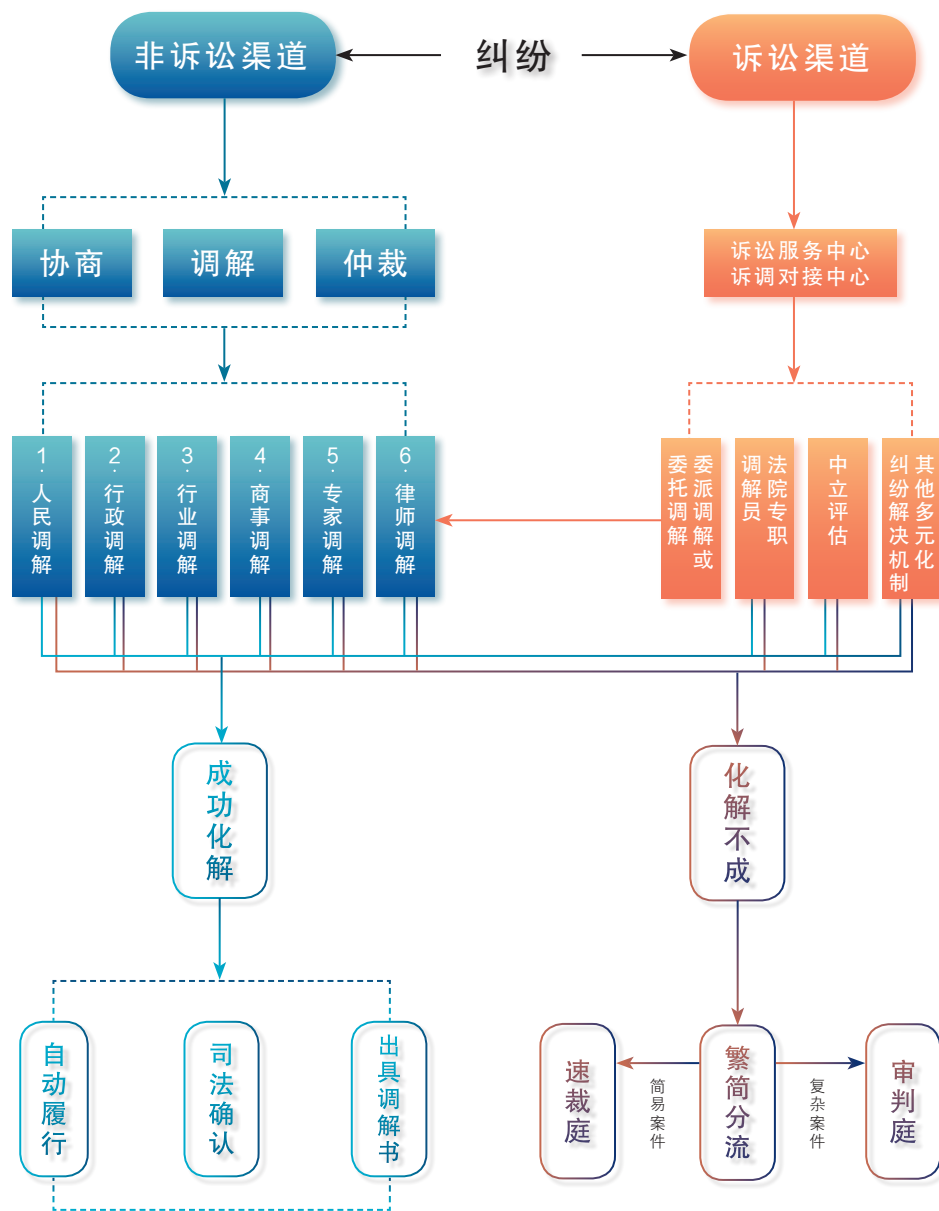 非诉讼渠道
纠纷
诉讼渠道
协商
调解
仲裁
诉讼服务中心
诉调对接中心
1·人民调解
2·行政调解
3·行业调解
4·商事调解
5·专家调解
6·律师调解
委派调解或
委托调解
法院专职
调解员
中立评估
其他多元化
纠纷解决机制
成功化解
化解不成
自动履行
司法确认
出具调解书
速裁庭
简易案件
繁简分流
复杂案件
审判庭